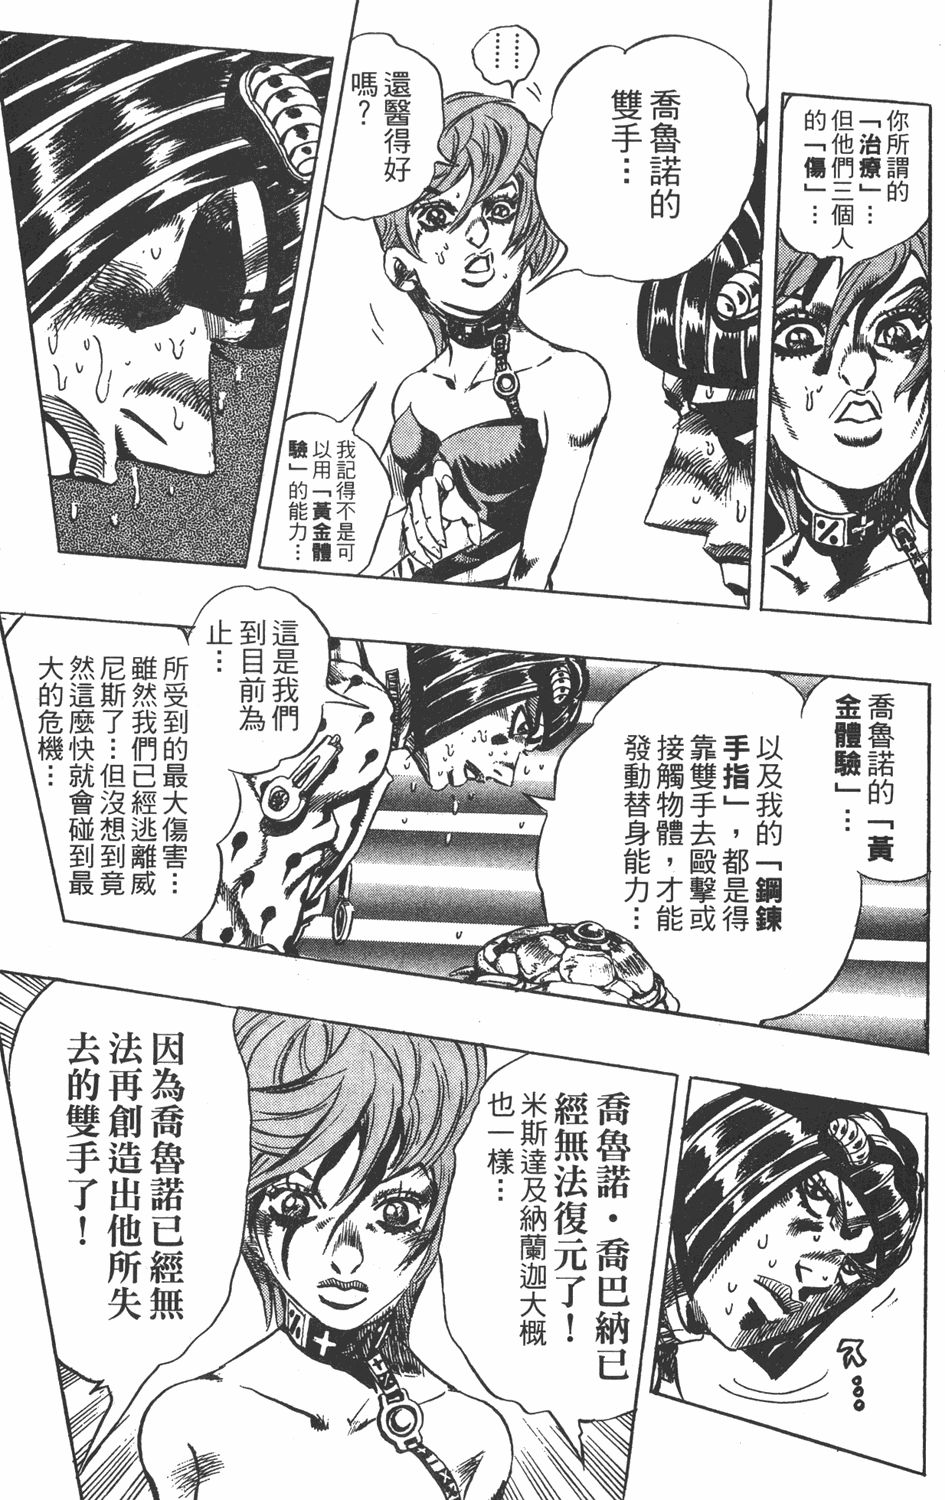 你所謂的
「治療」…
但他們三個人
的「傷」…
喬魯諾的
雙手…
……
還醫得好
嗎？
我記得不是可
以用「黃金體
驗」的能力…
喬魯諾的「黃
金體驗」…
以及我的「鋼鍊
手指」，都是得
靠雙手去毆擊或
接觸物體，才能
發動替身能力…
這是我們
到目前為
止…
所受到的最大傷害…
雖然我們已經逃離威
尼斯了…但沒想到竟
然這麼快就會碰到最
大的危機…
喬魯諾・喬巴納已
經無法復元了！
米斯達及納蘭迦大概
也一樣…
因為喬魯諾已經無
法再創造出他所失
去的雙手了！